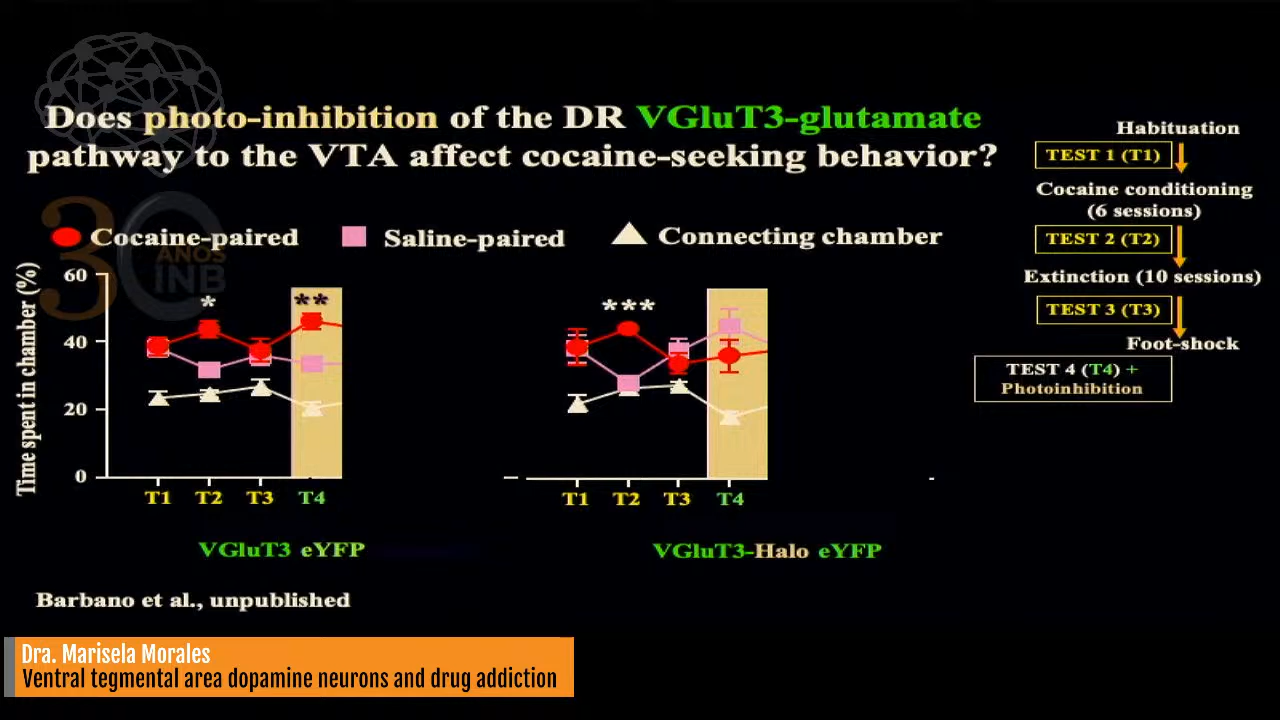 Does photo-inhibition of the DR VGluT3-glutamate
pathway to the VTA affect cocaine-seeking behavior?
30 AÑOS INB
Cocaine-paired
Saline-paired
Connecting chamber
Time spent in chamber (%)
60
40
20
0
*
**
T1 T2 T3 T4
VGluT3 eYFP
***
T1 T2 T3 T4
VGluT3-Halo eYFP
Habituation
TEST 1 (T1)
Cocaine conditioning
(6 sessions)
TEST 2 (T2)
Extinction (10 sessions)
TEST 3 (T3)
Foot-shock
TEST 4 (T4) +
Photoinhibition
Barbano et al., unpublished
Dra. Marisela Morales
Ventral tegmental area dopamine neurons and drug addiction